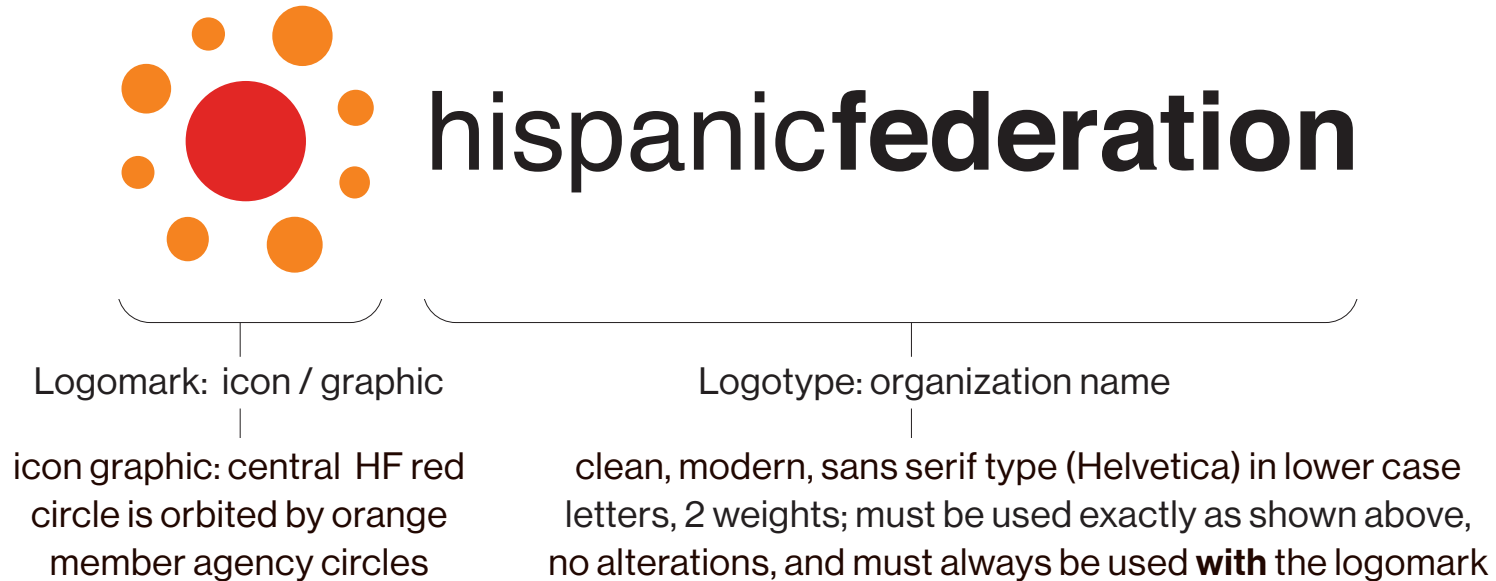 hispanicfederation
Logomark: icon / graphic
icon graphic: central HF red
circle is orbited by orange
member agency circles
Logotype: organization name
clean, modern, sans serif type (Helvetica) in lower case
letters, 2 weights; must be used exactly as shown above,
no alterations, and must always be used with the logomark